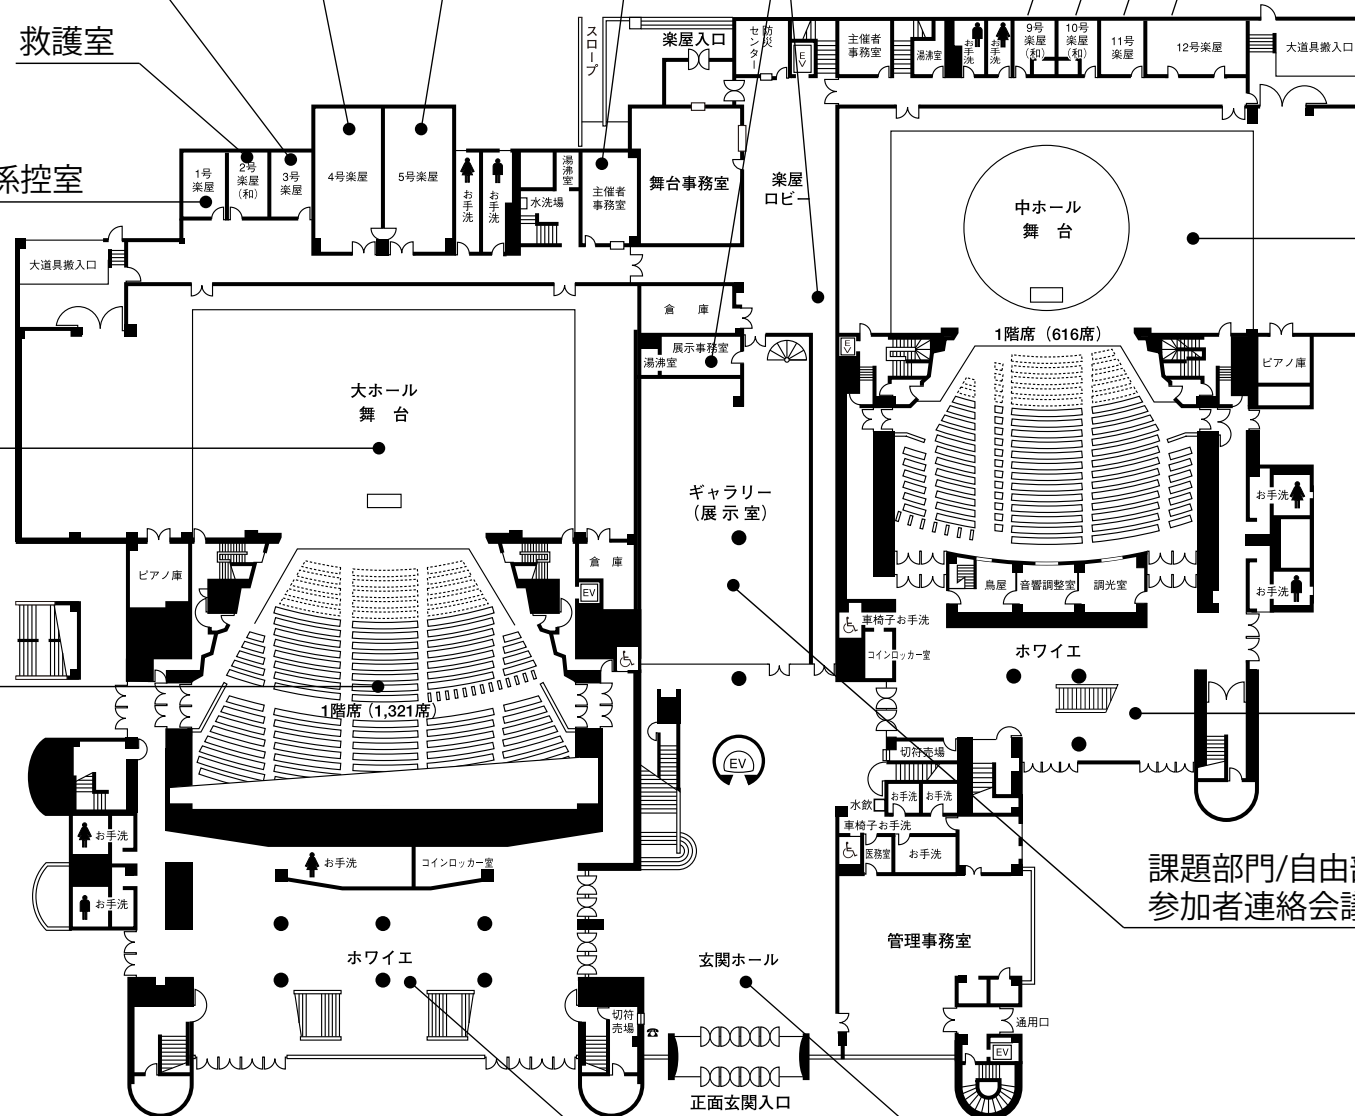 救護室
係控室
スロープ
楽屋入口
防災
センター
EV
主催者
事務室
湯沸室
お手洗
お手洗
9号
楽屋
(和)
10号
楽屋
(和)
11号
楽屋
12号楽屋
大道具搬入口
1号
楽屋
2号
楽屋
(和)
3号
楽屋
4号楽屋
5号楽屋
お手洗
お手洗
水洗場
湯沸室
主催者
事務室
舞台事務室
楽屋
ロビー
中ホール
舞 台
大道具搬入口
倉 庫
展示事務室
湯沸室
EV
1階席（616席）
ピアノ庫
大ホール
舞 台
ギャラリー
（展 示 室）
お手洗
お手洗
ピアノ庫
倉 庫
EV
鳥屋
音響調整室
調光室
車椅子お手洗
コインロッカー室
ホワイエ
1階席（1,321席）
EV
切符売場
お手洗
お手洗
水飲
車椅子お手洗
医務室
お手洗
お手洗
お手洗
お手洗
コインロッカー室
課題部門/自由部
参加者連絡会議
管理事務室
ホワイエ
玄関ホール
切符
売場
通用口
EV
正面玄関入口